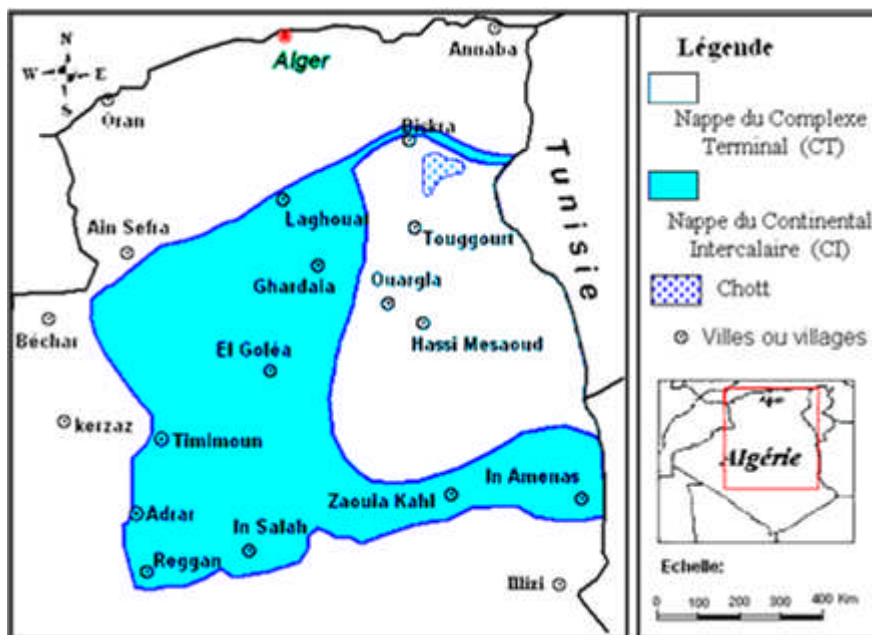 N
W E
S
Alger
Annaba
Oran
Biskra
Tunisie
Laghouat
Touggourt
Ain Sefra
Ghardaia
Ouargla
Béchar
Hassi Mesaoud
El Goléa
kerzaz
Timimoun
Zaouia Kahl
In Amenas
Adrar
In Salah
Reggan
Illizi
Légende
Nappe du Complexe
Terminal (CT)
Nappe du Continental
Intercalaire (CI)
Chott
Villes ou villages
Algérie
Echelle:
0 100 200 300 400 Km